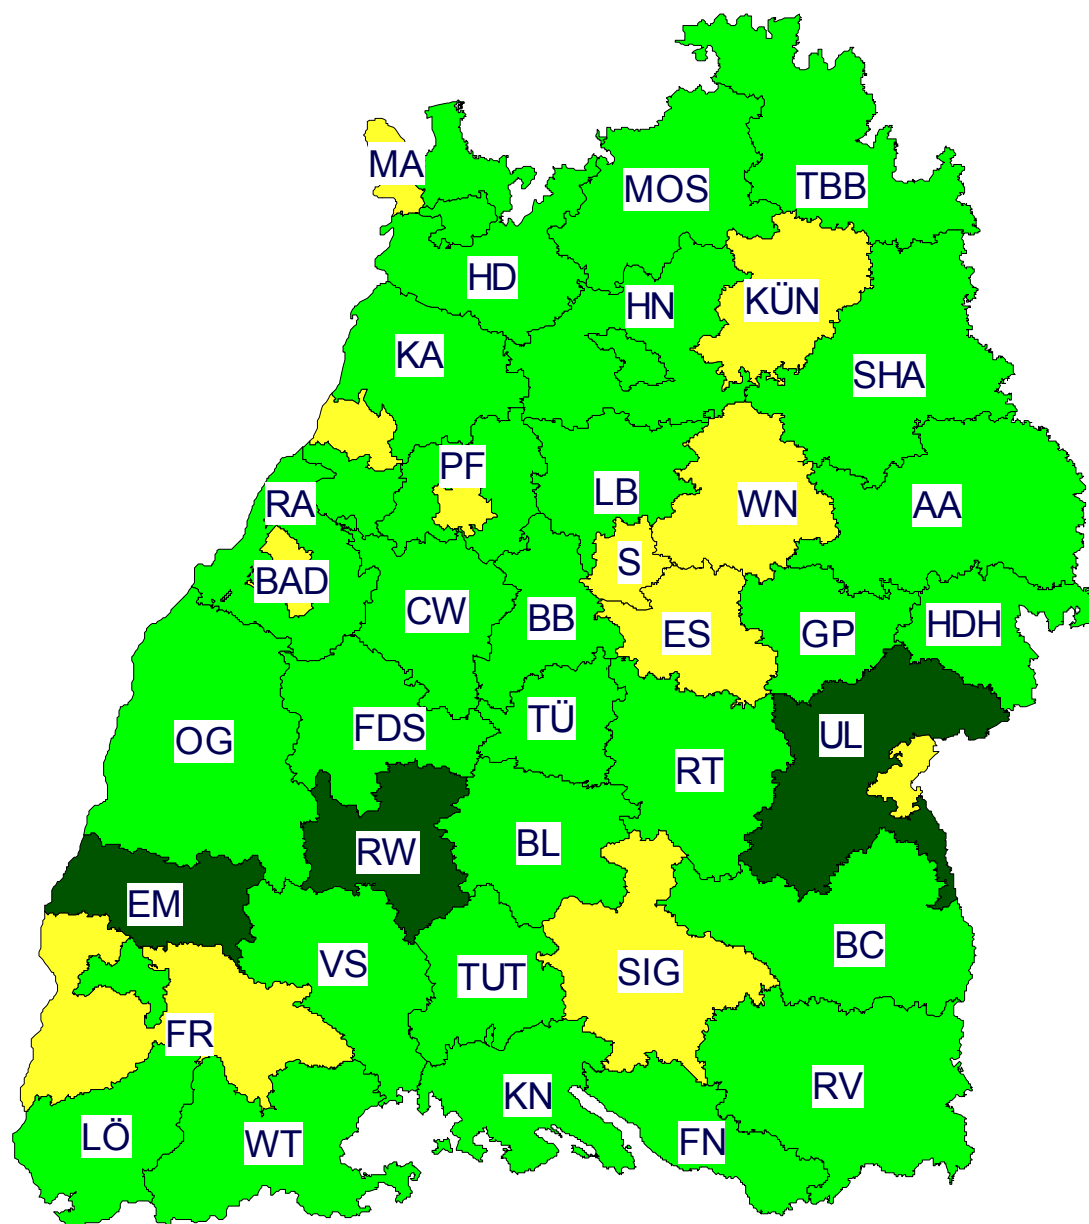 MA
MOS
TBB
HD
HN
KÜN
KA
SHA
PF
LB
WN
AA
RA
S
BAD
CW
BB
ES
GP
HDH
OG
FDS
TÜ
RT
UL
RW
BL
EM
VS
TUT
SIG
BC
FR
KN
RV
LÖ
WT
FN